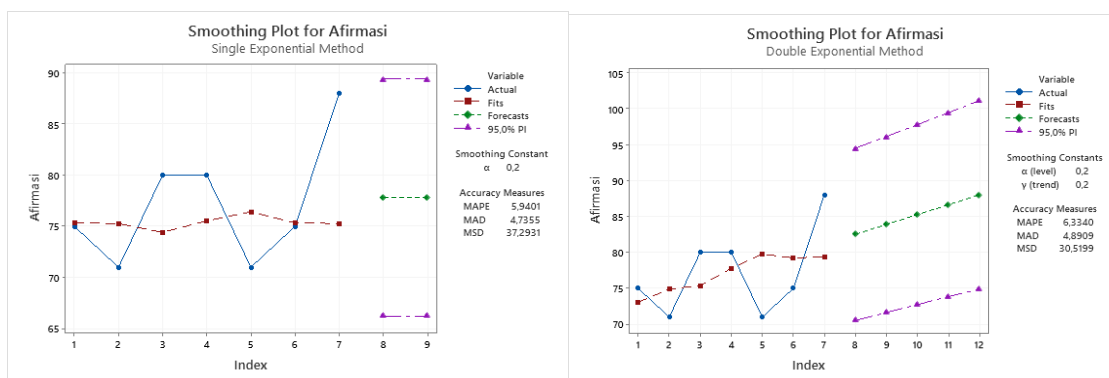 Smoothing Plot for Afirmasi
Single Exponential Method
90
85
80
75
70
65
Afirmasi
1 2 3 4 5 6 7 8 9
Index
Variable
Actual
Fits
Forecasts
95,0% PI
Smoothing Constant
α 0,2
Accuracy Measures
MAPE 5,9401
MAD 4,7355
MSD 37,2931
Smoothing Plot for Afirmasi
Double Exponential Method
105
100
95
90
85
80
75
70
Afirmasi
1 2 3 4 5 6 7 8 9 10 11 12
Index
Variable
Actual
Fits
Forecasts
95,0% PI
Smoothing Constants
α (level) 0,2
γ (trend) 0,2
Accuracy Measures
MAPE 6,3340
MAD 4,8909
MSD 30,5199